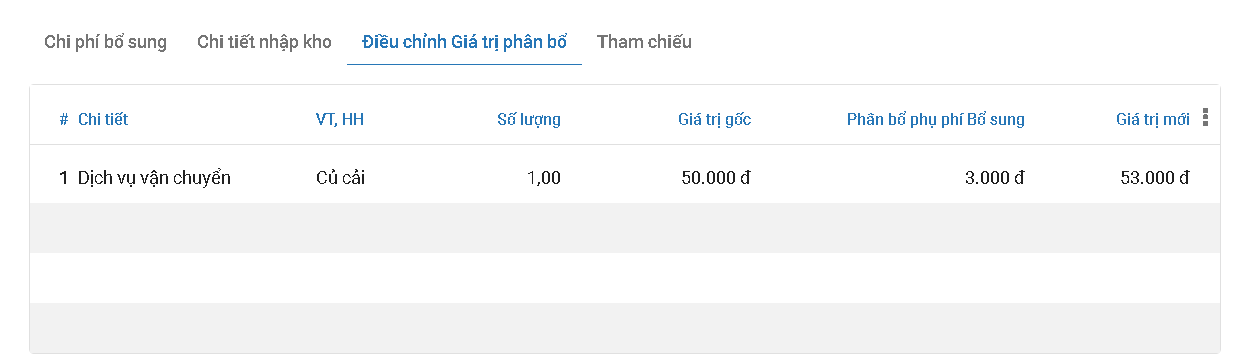 Chi phí bổ sung Chi tiết nhập kho Điều chỉnh Giá trị phân bổ Tham chiếu
# Chi tiết VT, HH Số lượng Giá trị gốc Phân bổ phụ phí Bổ sung Giá trị mới
1 Dịch vụ vận chuyển Củ cải 1,00 50.000 đ 3.000 đ 53.000 đ